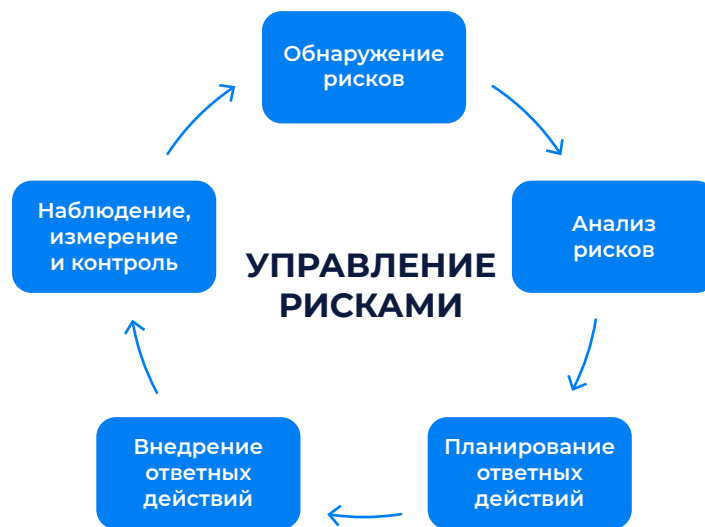 Обнаружение
рисков
Наблюдение,
измерение
и контроль
УПРАВЛЕНИЕ
РИСКАМИ
Анализ
рисков
Внедрение
ответных
действий
Планирование
ответных
действий